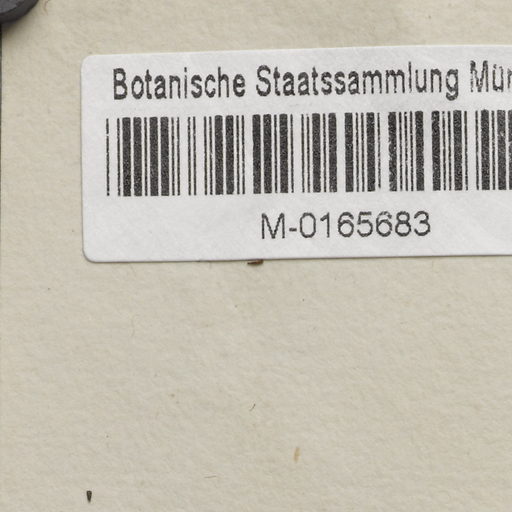 Botanische Staatssammlung Mün
M-0165683